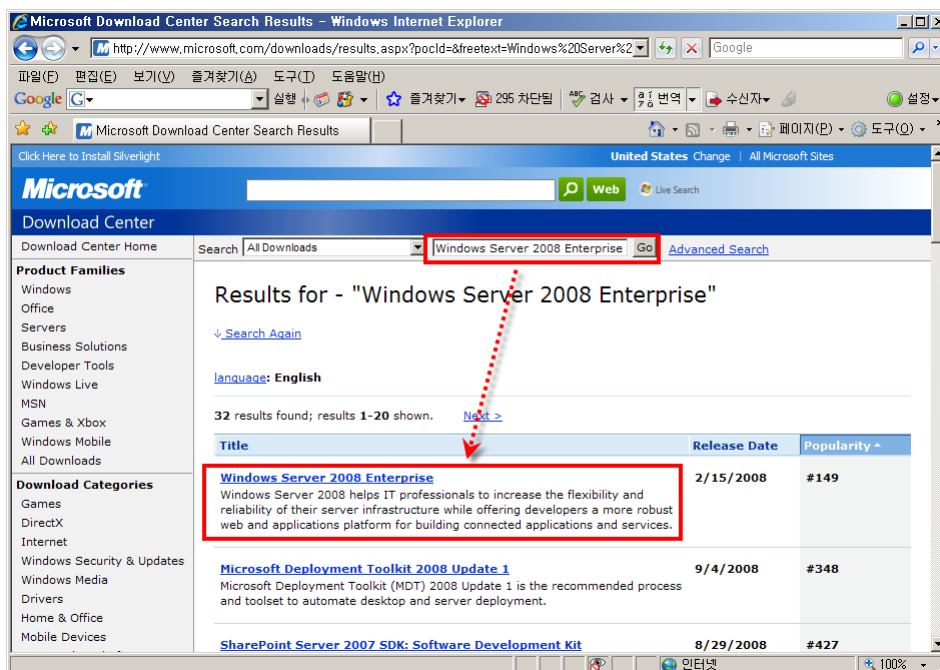 Microsoft Download Center Search Results - Windows Internet Explorer
http://www.microsoft.com/downloads/results.aspx?pocId=&freetext=Windows%20Server%2
Google
파일(F) 편집(E) 보기(V) 즐겨찾기(A) 도구(T) 도움말(H)
Google G 실행 즐겨찾기 295 차단됨 검사 번역 수신자 설정
Microsoft Download Center Search Results 페이지(P) 도구(O)
Click Here to Install Silverlight United States Change | All Microsoft Sites
Microsoft Web Live Search
Download Center
Download Center Home
Search All Downloads Windows Server 2008 Enterprise Go Advanced Search
Product Families
Windows
Office
Servers
Business Solutions
Developer Tools
Windows Live
MSN
Games & Xbox
Windows Mobile
All Downloads
Download Categories
Games
DirectX
Internet
Windows Security & Updates
Windows Media
Drivers
Home & Office
Mobile Devices
Results for - "Windows Server 2008 Enterprise"
Search Again
language: English
32 results found; results 1-20 shown. Next >
Title Release Date Popularity
Windows Server 2008 Enterprise 2/15/2008 #149
Windows Server 2008 helps IT professionals to increase the flexibility and
reliability of their server infrastructure while offering developers a more robust
web and applications platform for building connected applications and services.
Microsoft Deployment Toolkit 2008 Update 1 9/4/2008 #348
Microsoft Deployment Toolkit (MDT) 2008 Update 1 is the recommended process
and toolset to automate desktop and server deployment.
SharePoint Server 2007 SDK: Software Development Kit 8/29/2008 #427
인터넷 100%